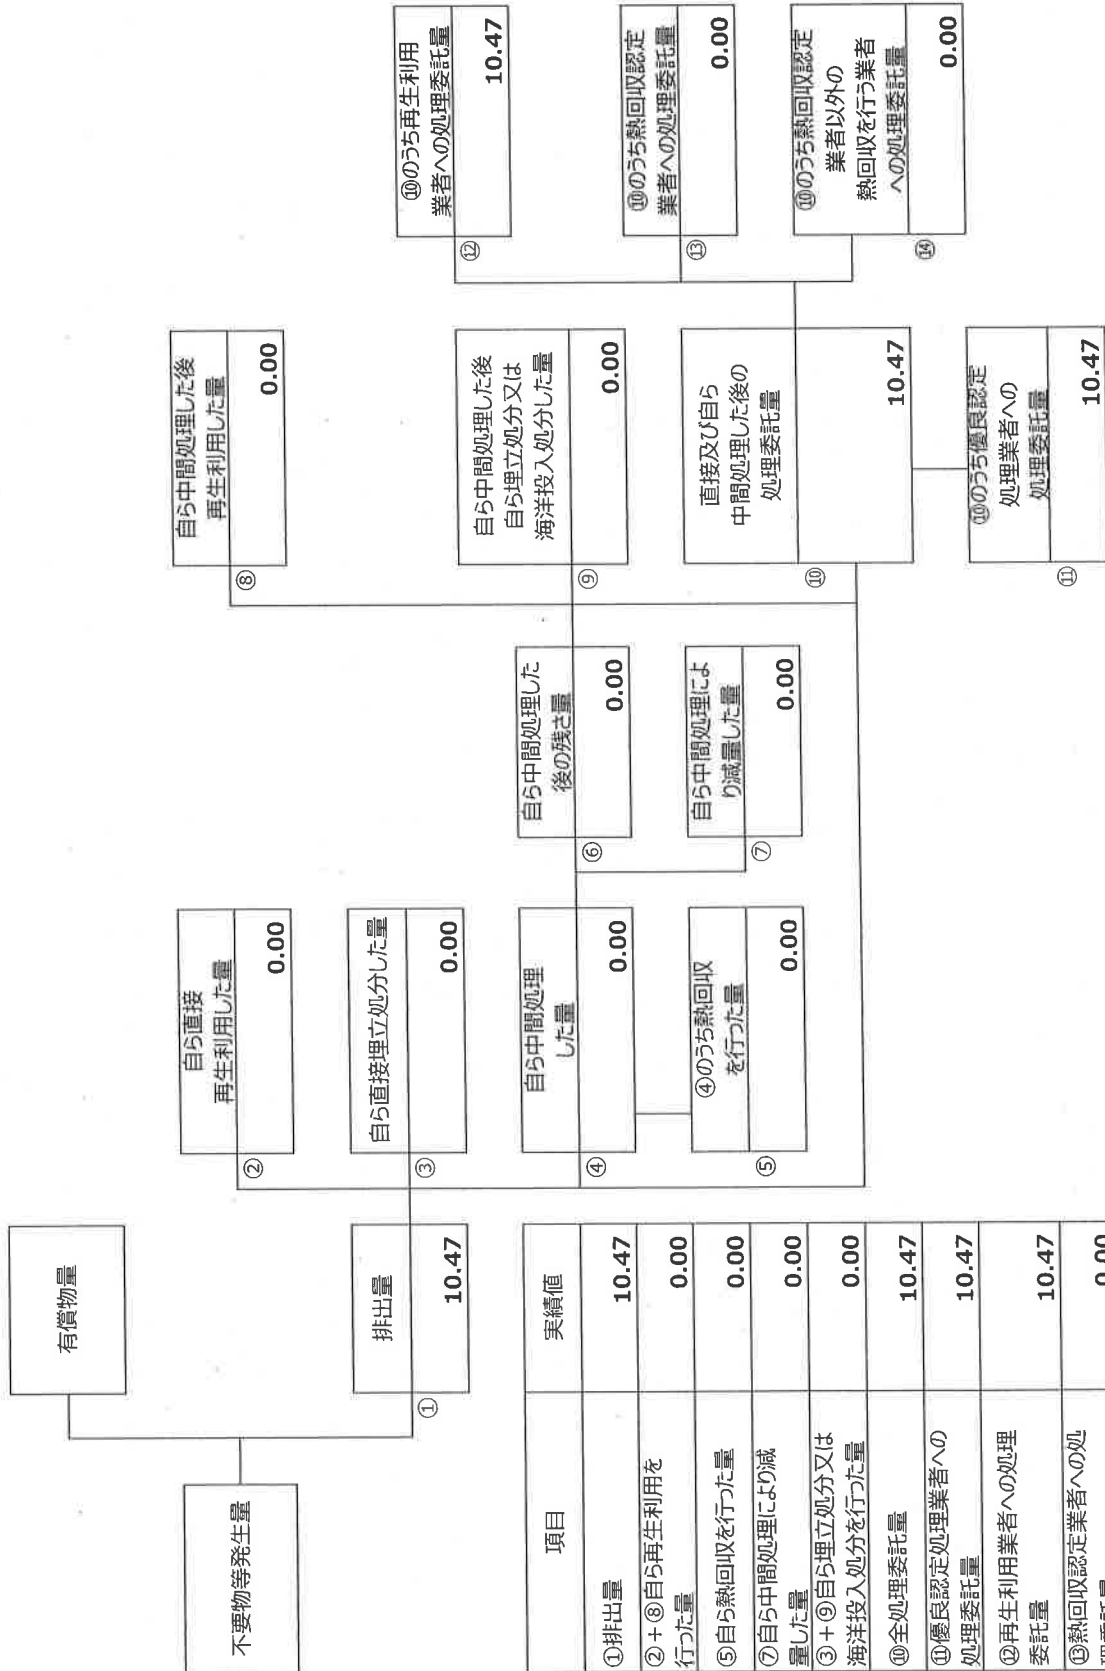 不要物等発生量
有償物量
排出量
①
10.47
自ら直接
再生利用した量
②
0.00
自ら直接埋立処分した量
③
0.00
自ら中間処理
した量
④
0.00
④のうち熱回収
を行った量
⑤
0.00
自ら中間処理した
後の残さ量
⑥
0.00
自ら中間処理によ
り減量した量
⑦
0.00
自ら中間処理した後
再生利用した量
⑧
0.00
自ら中間処理した後
自ら埋立処分又は
海洋投入処分した量
⑨
0.00
直接及び自ら
中間処理した後の
処理委託量
⑩
10.47
⑩のうち優良認定
処理業者への
処理委託量
⑪
10.47
⑩のうち再生利用
業者への処理委託量
⑫
10.47
⑩のうち熱回収認定
業者への処理委託量
⑬
0.00
⑩のうち熱回収認定
業者以外の
熱回収を行う業者
への処理委託量
⑭
0.00
項目 実績値
①排出量 10.47
②+⑧自ら再生利用を
行った量 0.00
⑤自ら熱回収を行った量 0.00
⑦自ら中間処理により減
量した量 0.00
③+⑨自ら埋立処分又は
海洋投入処分を行った量 0.00
⑩全処理委託量 10.47
⑪優良認定処理業者への
処理委託量 10.47
⑫再生利用業者への処理
委託量 10.47
⑬熱回収認定業者への処
0.00